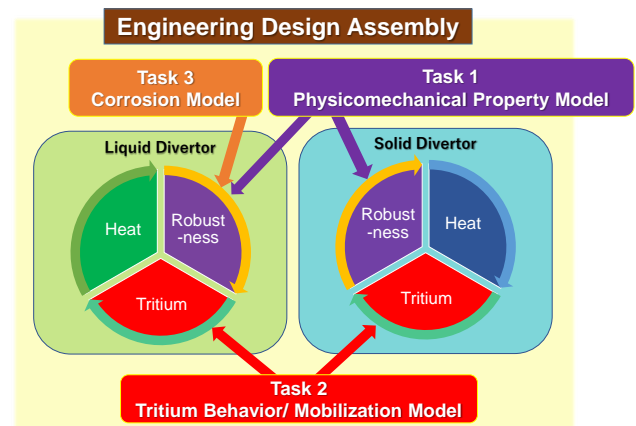 Engineering Design Assembly
Task 3
Corrosion Model
Task 1
Physicomechanical Property Model
Liquid Divertor
Heat
Robust
-ness
Tritium
Solid Divertor
Robust
-ness
Heat
Tritium
Task 2
Tritium Behavior/ Mobilization Model